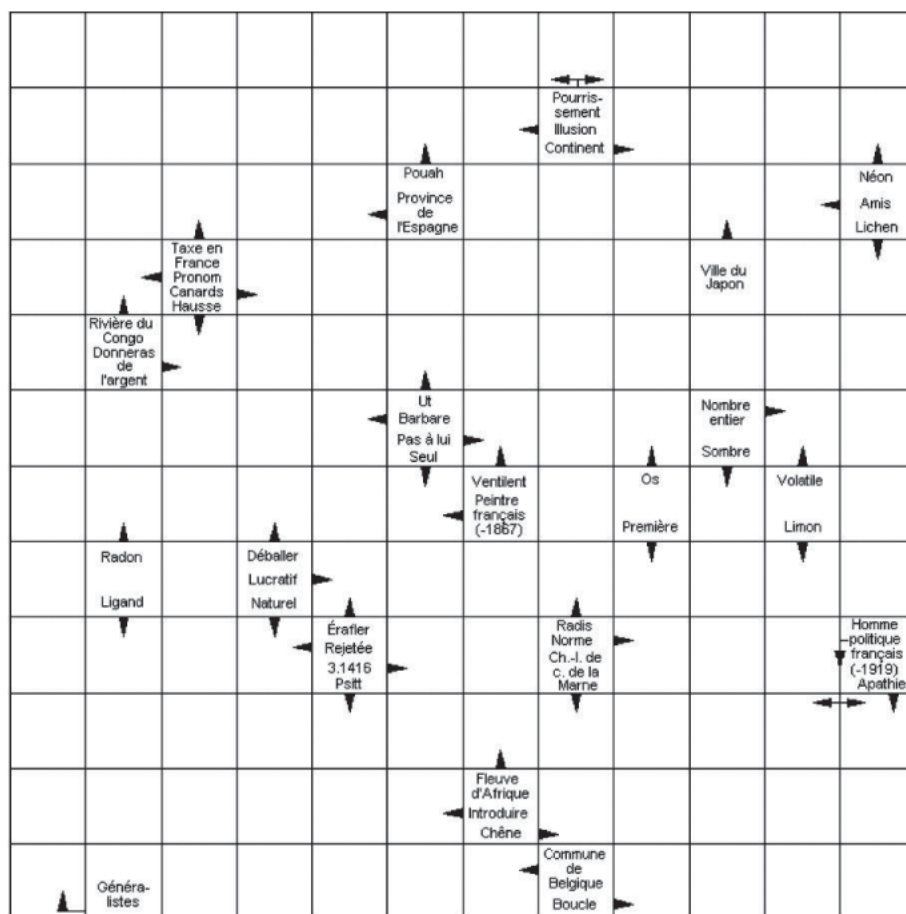 Pourris-
sement
Illusion
Continent
Pouah
Province
de
l'Espagne
Néon
Amis
Lichen
Taxe en
France
Pronom
Canards
Hausse
Ville du
Japon
Rivière du
Congo
Donneras
de
l'argent
Ut
Barbare
Pas à lui
Seul
Nombre
entier
Sombre
Ventilent
Peintre
français
(-1867)
Os
Première
Volatile
Limon
Radon
Ligand
Déballer
Lucratif
Naturel
Érafler
Rejetée
3.1416
Psitt
Radis
Norme
Ch.-l. de
c. de la
Marne
Homme
politique
français
(-1919)
Apathie
Fleuve
d'Afrique
Introduire
Chêne
Commune
de
Belgique
Boucle
Généra-
listes